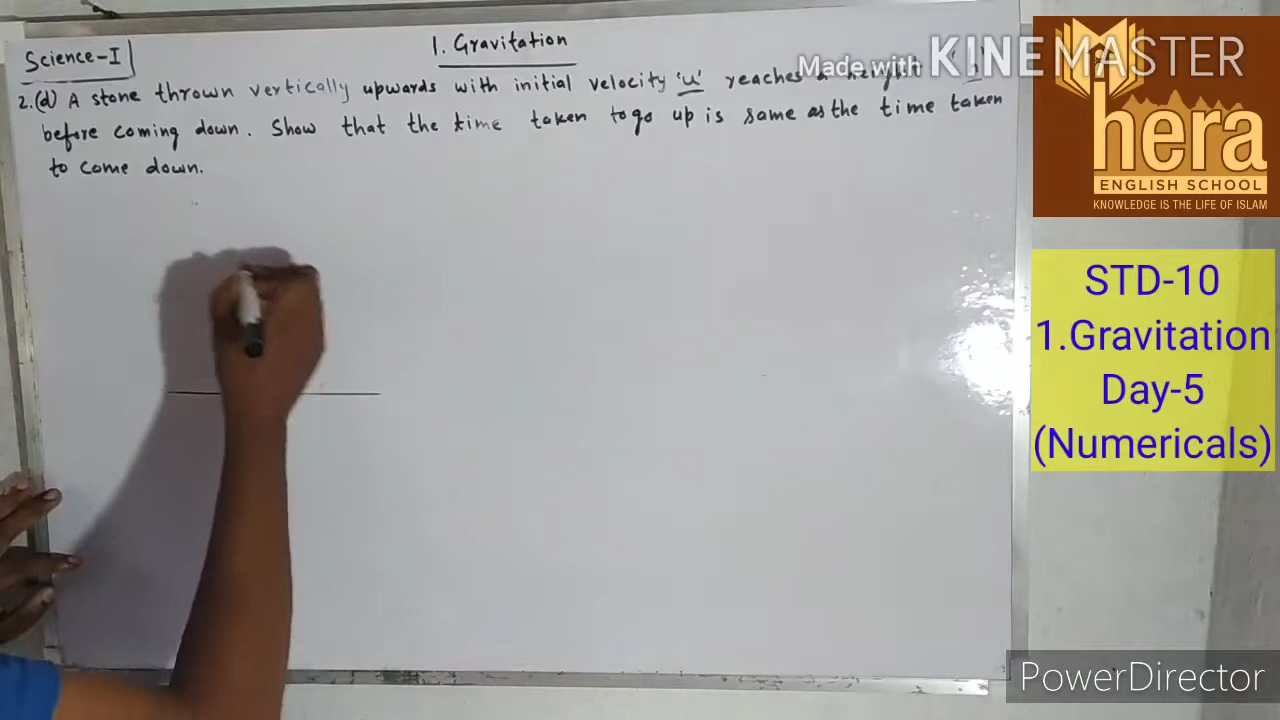 Science-I
1. Gravitation
Made with KINEMASTER
2.(d) A stone thrown vertically upwards with initial velocity 'u' reaches a height
before coming down. Show that the time taken to go up is same as the time taken
to come down.
hera
ENGLISH SCHOOL
KNOWLEDGE IS THE LIFE OF ISLAM
STD-10
1.Gravitation
Day-5
(Numericals)
PowerDirector